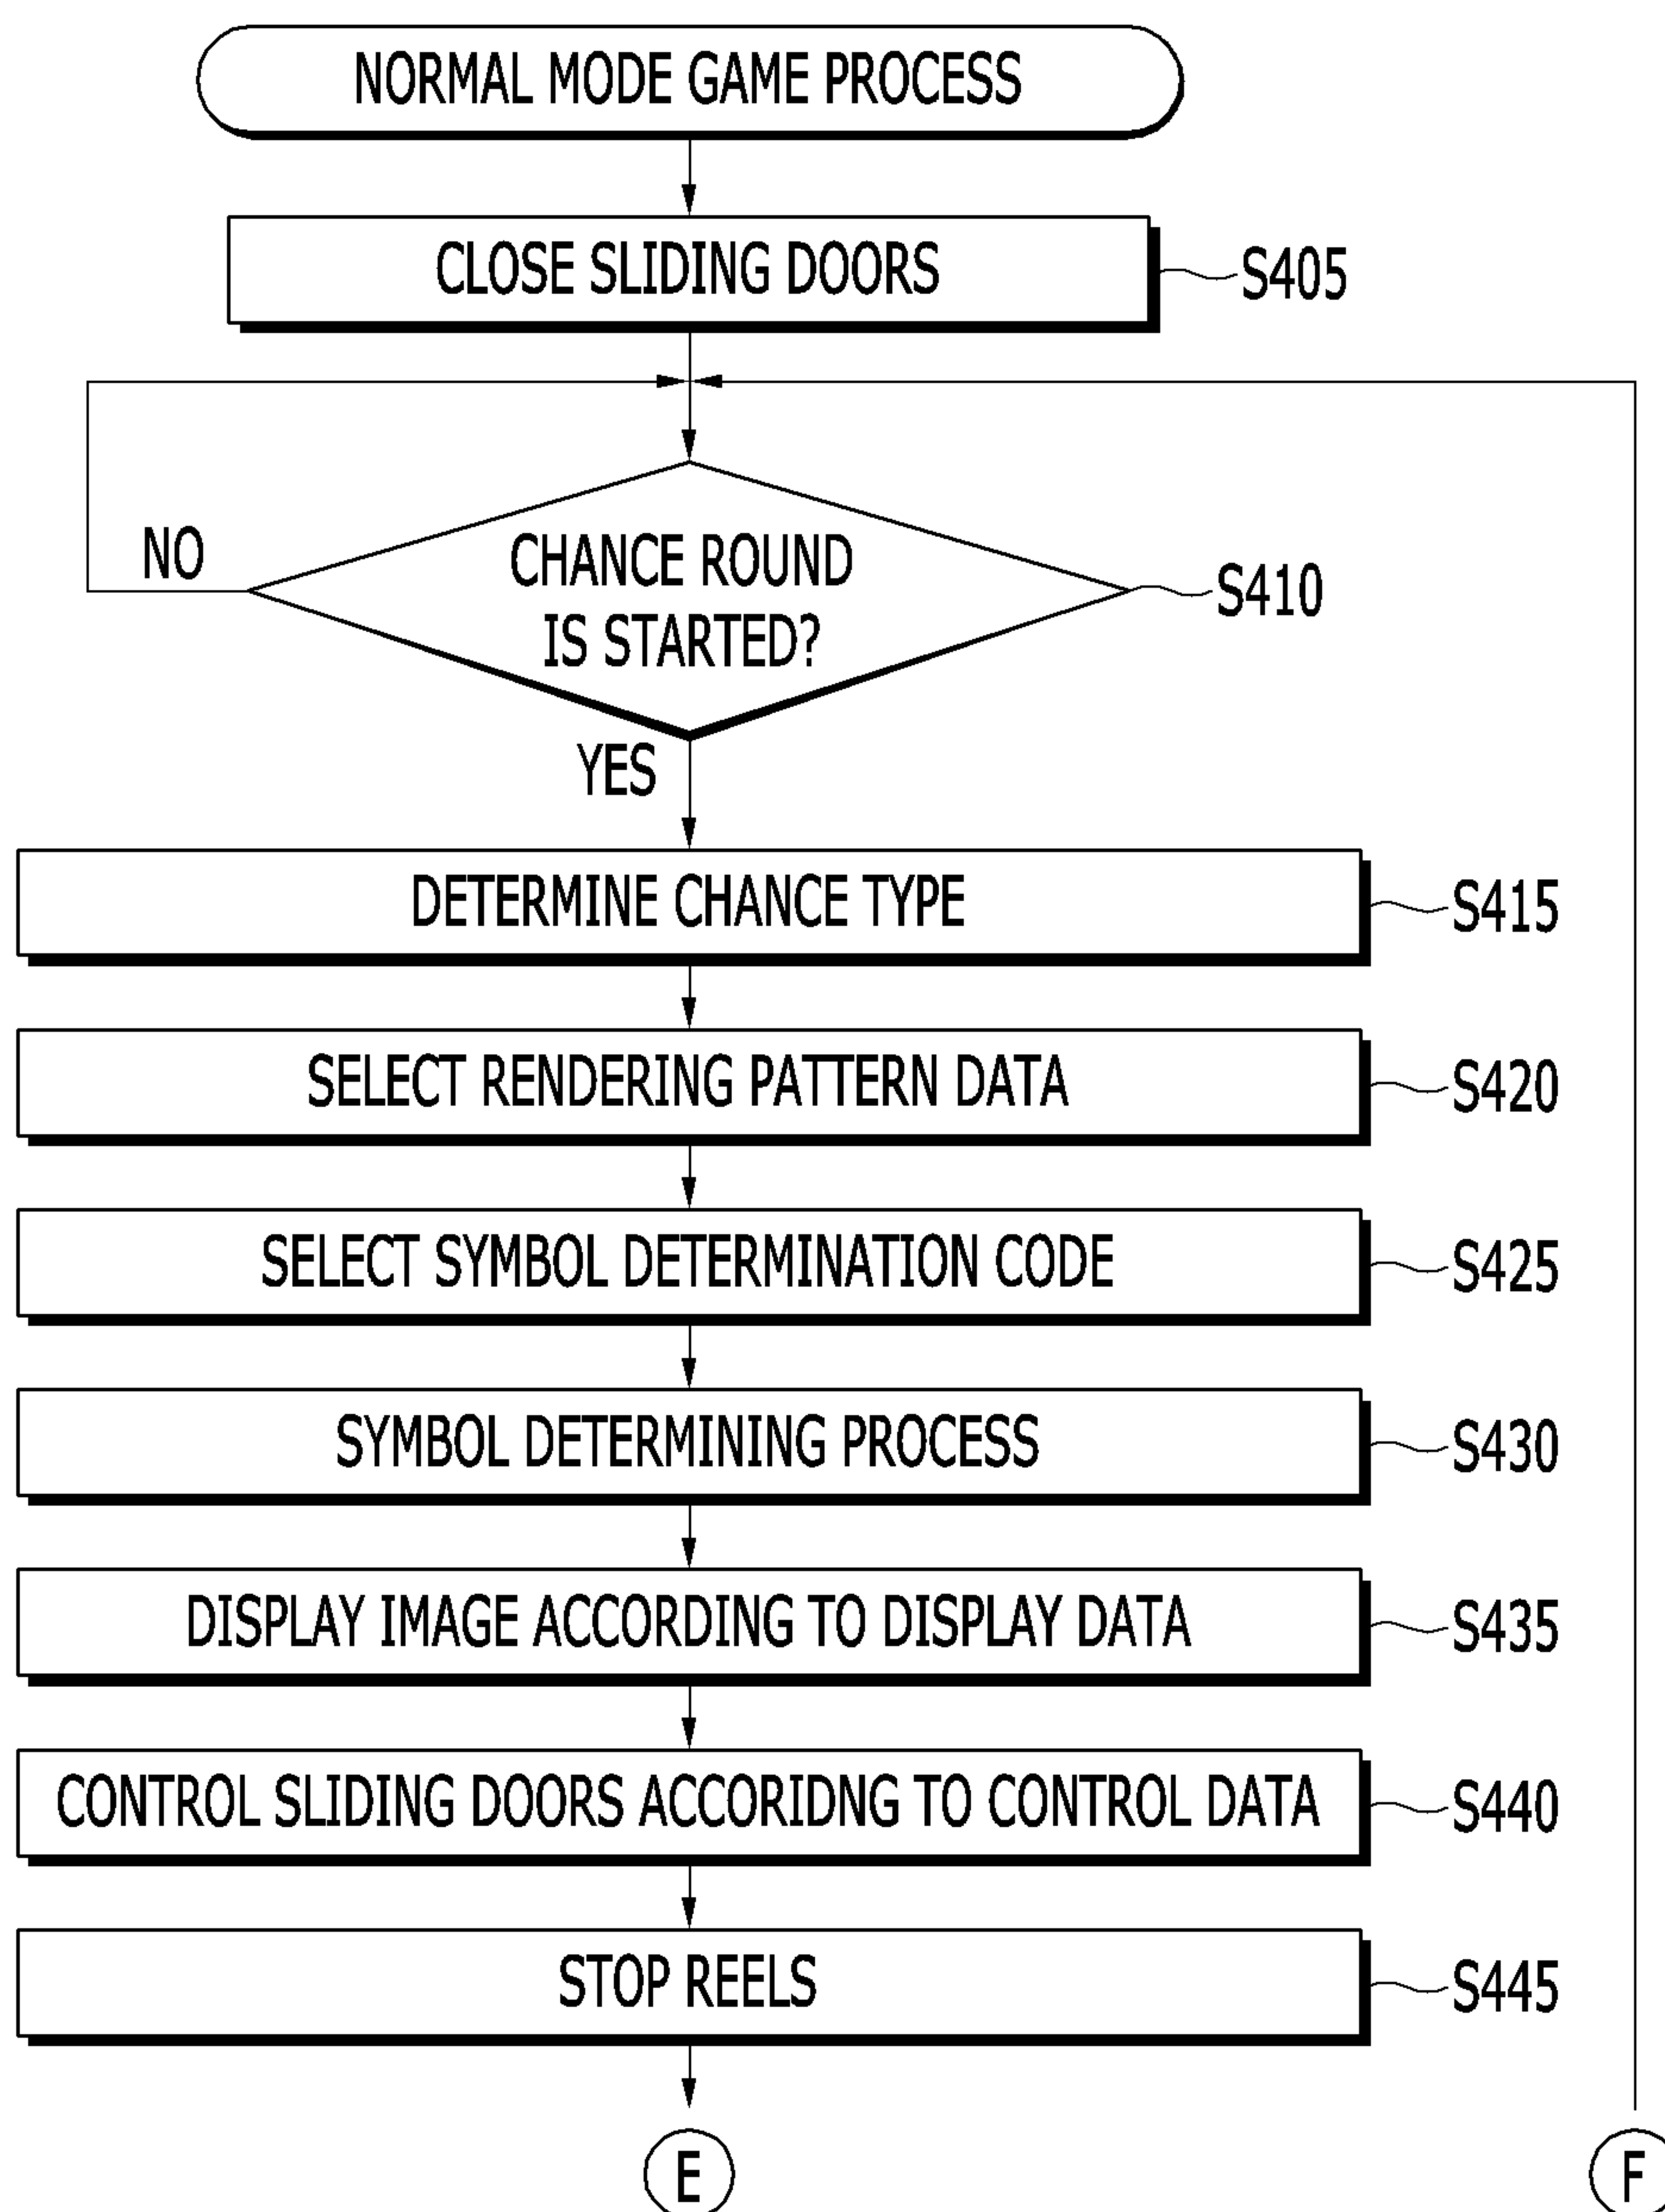 NORMAL MODE GAME PROCESS
CLOSE SLIDING DOORS
S405
NO
CHANCE ROUND
IS STARTED?
S410
YES
DETERMINE CHANCE TYPE
S415
SELECT RENDERING PATTERN DATA
S420
SELECT SYMBOL DETERMINATION CODE
S425
SYMBOL DETERMINING PROCESS
S430
DISPLAY IMAGE ACCORDING TO DISPLAY DATA
S435
CONTROL SLIDING DOORS ACCORIDNG TO CONTROL DATA
S440
STOP REELS
S445
E
F